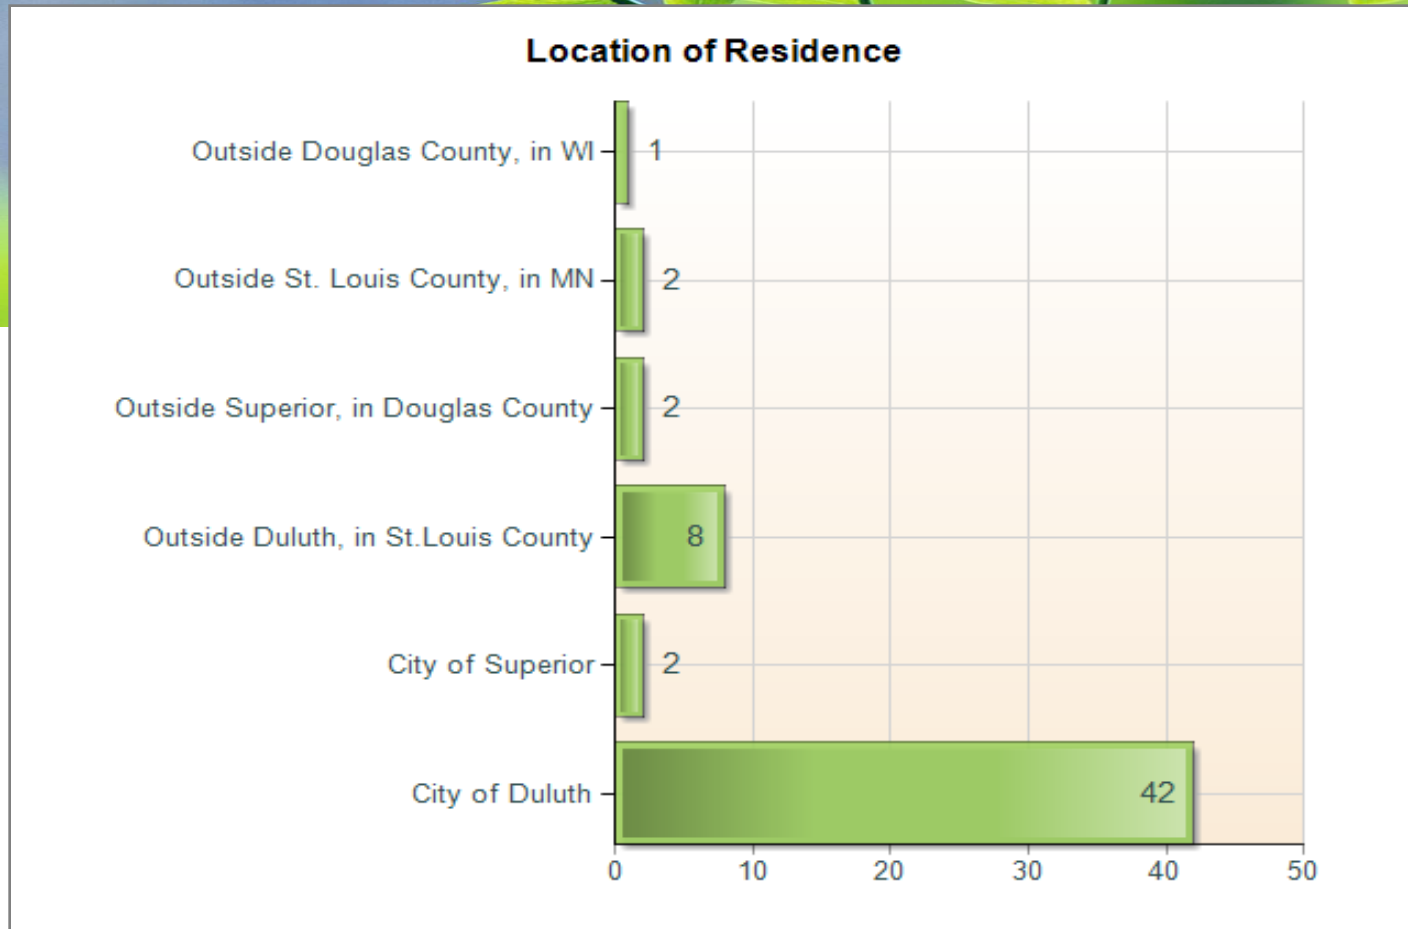 Location of Residence
Outside Douglas County, in WI 1
Outside St. Louis County, in MN 2
Outside Superior, in Douglas County 2
Outside Duluth, in St.Louis County 8
City of Superior 2
City of Duluth 42
0 10 20 30 40 50